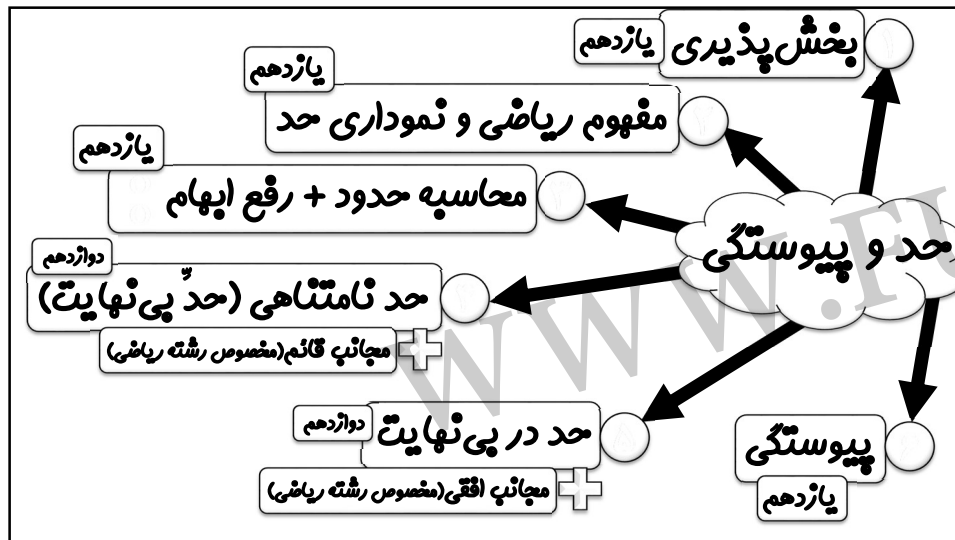 بخش‌پذیری
یازدهم
مفهوم ریاضی و نموداری حد
یازدهم
محاسبه حدود + رفع ابهام
یازدهم
حد و پیوستگی
حد نامتناهی (حدِّ بی‌نهایت)
دوازدهم
مجانب قائم(مخصوص رشته ریاضی)
حد در بی‌نهایت
دوازدهم
مجانب افقی(مخصوص رشته ریاضی)
پیوستگی
یازدهم
WWW.FU